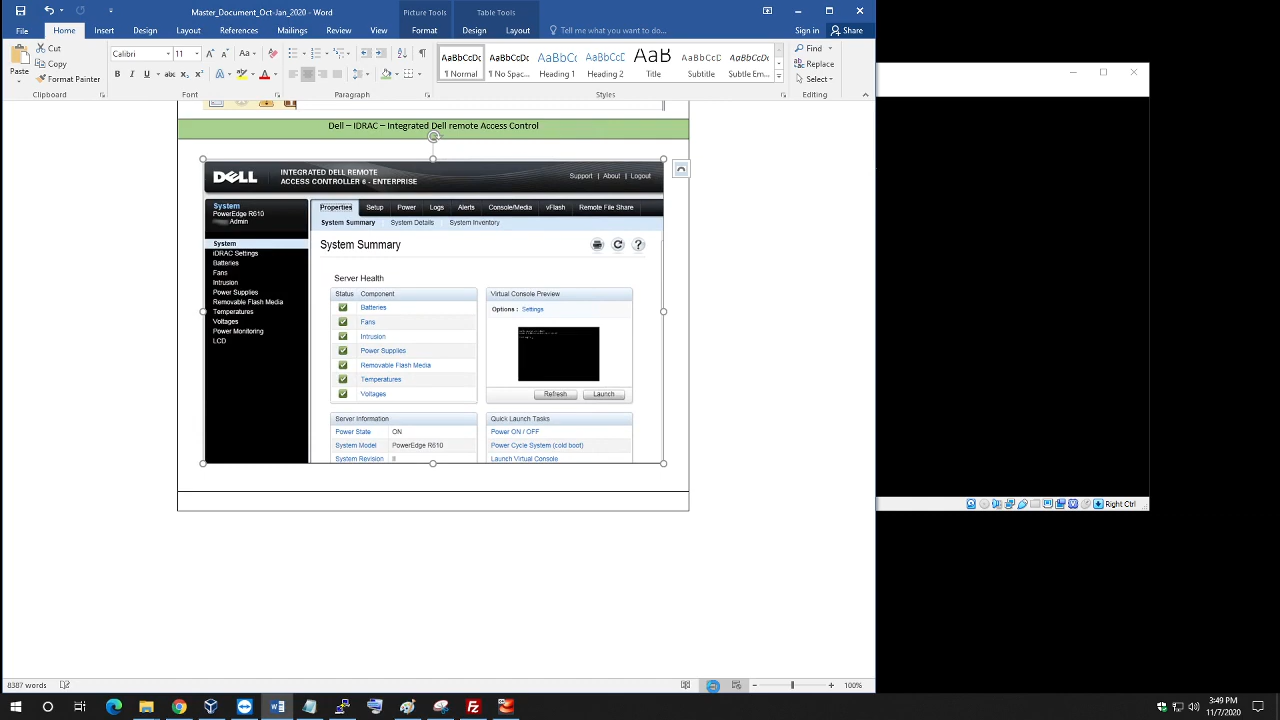 Master_Document_Oct-Jan_2020 - Word
Picture Tools
Table Tools
File
Home
Insert
Design
Layout
References
Mailings
Review
View
Format
Design
Layout
Tell me what you want to do...
Sign in
Share
Paste
Cut
Copy
Format Painter
Clipboard
Calibri
11
Font
Paragraph
AaBbCcDc
¶ Normal
AaBbCcDc
¶ No Spac...
AaBbCc
Heading 1
AaBbCcD
Heading 2
AaB
Title
AaBbCcD
Subtitle
AaBbCcDc
Subtle Em...
Styles
Find
Replace
Select
Editing
Dell – IDRAC – Integrated Dell remote Access Control
DELL
INTEGRATED DELL REMOTE
ACCESS CONTROLLER 6 - ENTERPRISE
Support | About | Logout
System
PowerEdge R610
Admin
System
iDRAC Settings
Batteries
Fans
Intrusion
Power Supplies
Removable Flash Media
Temperatures
Voltages
Power Monitoring
LCD
Properties
Setup
Power
Logs
Alerts
Console/Media
vFlash
Remote File Share
System Summary
System Details
System Inventory
System Summary
Server Health
Status
Component
Batteries
Fans
Intrusion
Power Supplies
Removable Flash Media
Temperatures
Voltages
Virtual Console Preview
Options : Settings
Refresh
Launch
Server Information
Power State ON
System Model PowerEdge R610
System Revision II
Quick Launch Tasks
Power ON / OFF
Power Cycle System (cold boot)
Launch Virtual Console
Right Ctrl
8387 words
100%
3:49 PM
11/7/2020